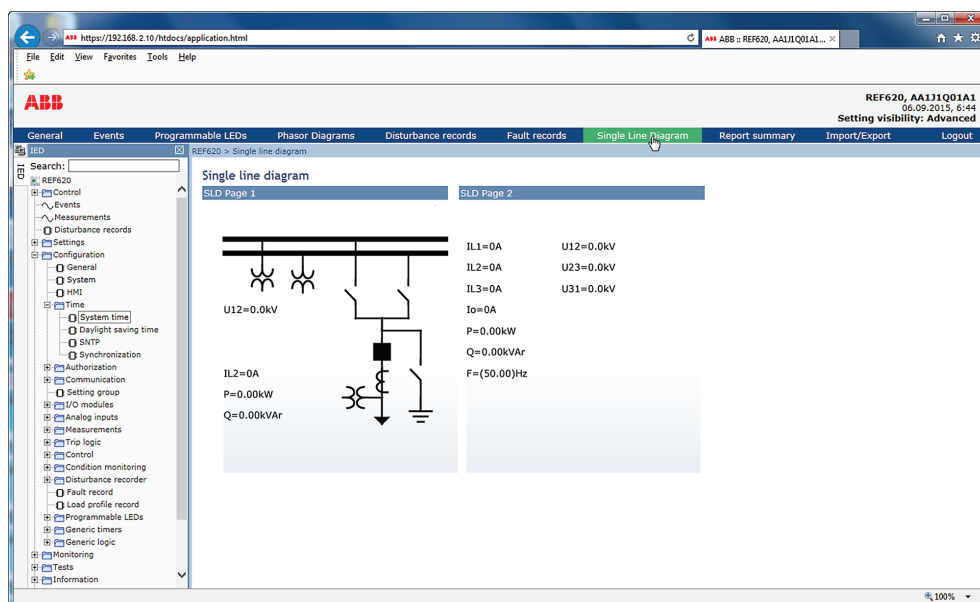 ABB https://192.168.2.10/htdocs/application.html
ABB ABB :: REF620, AA1J1Q01A1...
File Edit View Favorites Tools Help
ABB
REF620, AA1J1Q01A1
06.09.2015, 6:44
Setting visibility: Advanced
General Events Programmable LEDs Phasor Diagrams Disturbance records Fault records Single Line Diagram Report summary Import/Export Logout
IED
REF620 > Single line diagram
IED
Search:
REF620
Control
Events
Measurements
Disturbance records
Settings
Configuration
General
System
HMI
Time
System time
Daylight saving time
SNTP
Synchronization
Authorization
Communication
Setting group
I/O modules
Analog inputs
Measurements
Trip logic
Control
Condition monitoring
Disturbance recorder
Fault record
Load profile record
Programmable LEDs
Generic timers
Generic logic
Monitoring
Tests
Information
Single line diagram
SLD Page 1
U12=0.0kV
IL2=0A
P=0.00kW
Q=0.00kVAr
SLD Page 2
IL1=0A U12=0.0kV
IL2=0A U23=0.0kV
IL3=0A U31=0.0kV
Io=0A
P=0.00kW
Q=0.00kVAr
F=(50.00)Hz
100%